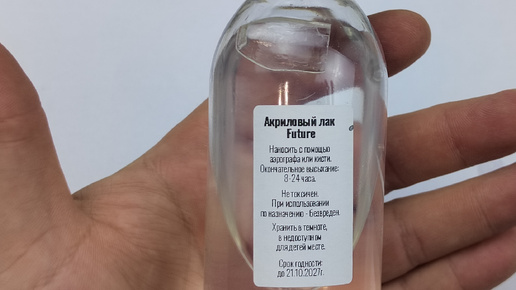 Акриловый лак
Future
Наносить с помощью
аэрографа или кисти.
Окончательное высыхание:
8-24 часа.
Не токсичен.
При использовании
по назначению - Безвреден.
Хранить в темноте,
в недоступном
для детей месте.
Срок годности:
до 21.10.2027г.